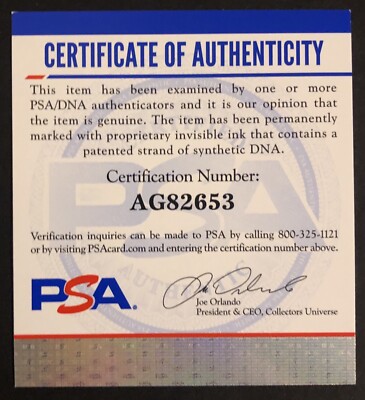 CERTIFICATE OF AUTHENTICITY
This item has been examined by one or more
PSA/DNA authenticators and it is our opinion that
the item is genuine. The item has been permanently
marked with proprietary invisible ink that contains a
patented strand of synthetic DNA.
Certification Number:
AG82653
Verification inquiries can be made to PSA by calling 800-325-1121
or by visiting PSAcard.com and entering the certification number above.
PSA
Joe Orlando
President & CEO, Collectors Universe